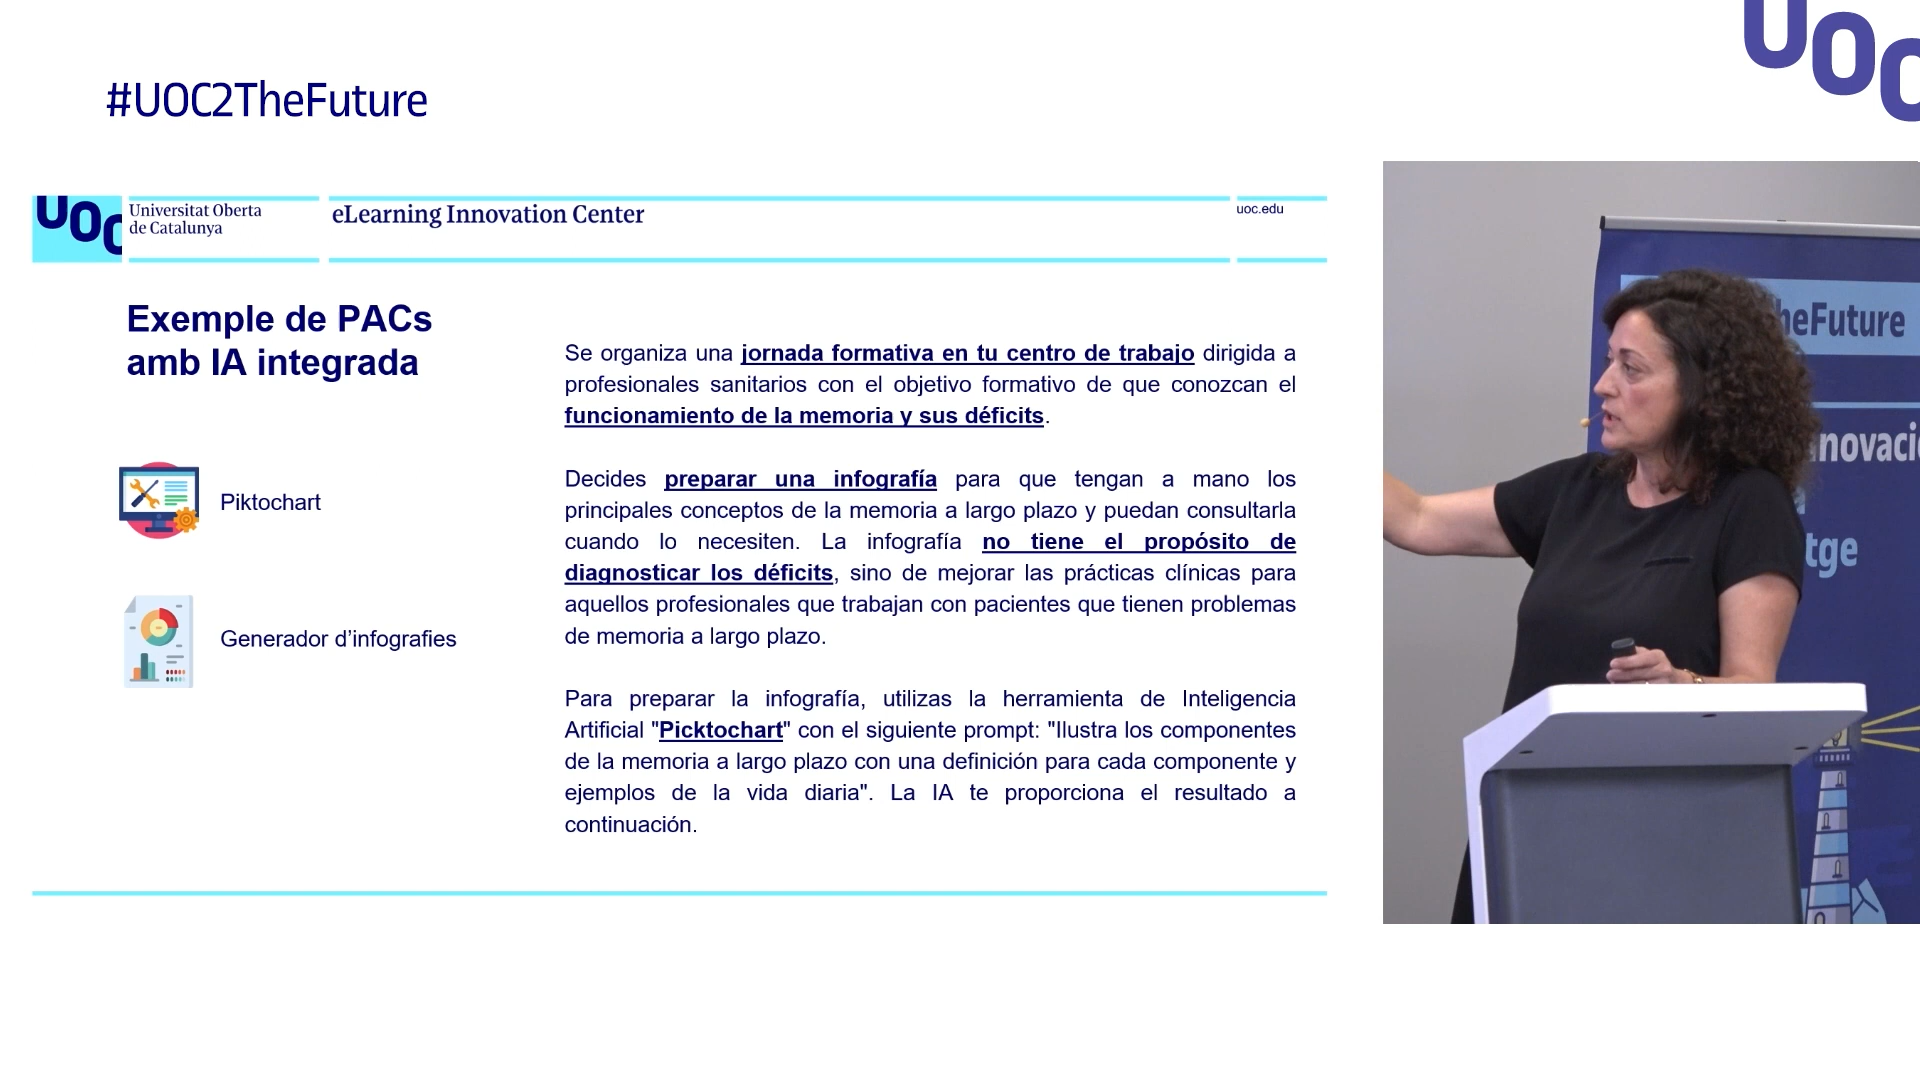 UOC
#UOC2TheFuture
UOC
Universitat Oberta
de Catalunya
eLearning Innovation Center
uoc.edu
Exemple de PACs
amb IA integrada
Piktochart
Generador d’infografies
Se organiza una jornada formativa en tu centro de trabajo dirigida a
profesionales sanitarios con el objetivo formativo de que conozcan el
funcionamiento de la memoria y sus déficits.
Decides preparar una infografía para que tengan a mano los
principales conceptos de la memoria a largo plazo y puedan consultarla
cuando lo necesiten. La infografía no tiene el propósito de
diagnosticar los déficits, sino de mejorar las prácticas clínicas para
aquellos profesionales que trabajan con pacientes que tienen problemas
de memoria a largo plazo.
Para preparar la infografía, utilizas la herramienta de Inteligencia
Artificial "Picktochart" con el siguiente prompt: "Ilustra los componentes
de la memoria a largo plazo con una definición para cada componente y
ejemplos de la vida diaria". La IA te proporciona el resultado a
continuación.
heFuture
novaci
tge